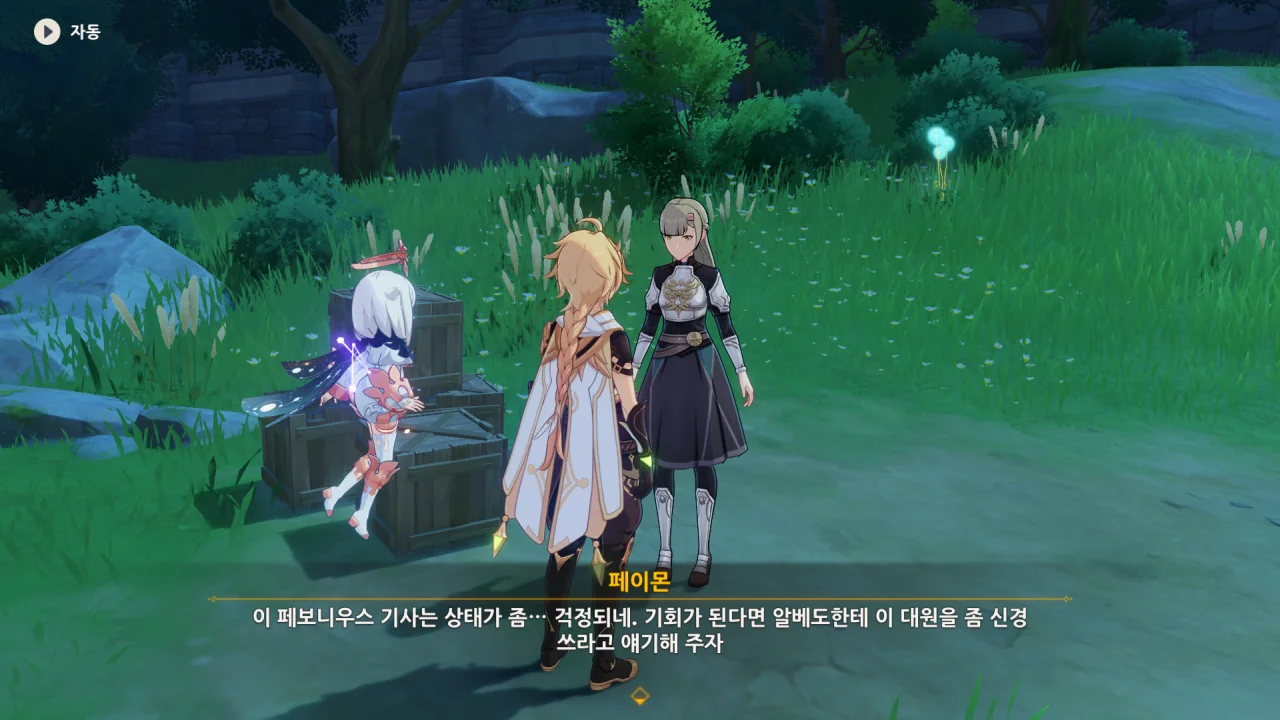 자동
페이몬
이 페보니우스 기사는 상태가 좀… 걱정되네. 기회가 된다면 알베도한테 이 대원을 좀 신경
쓰라고 얘기해 주자